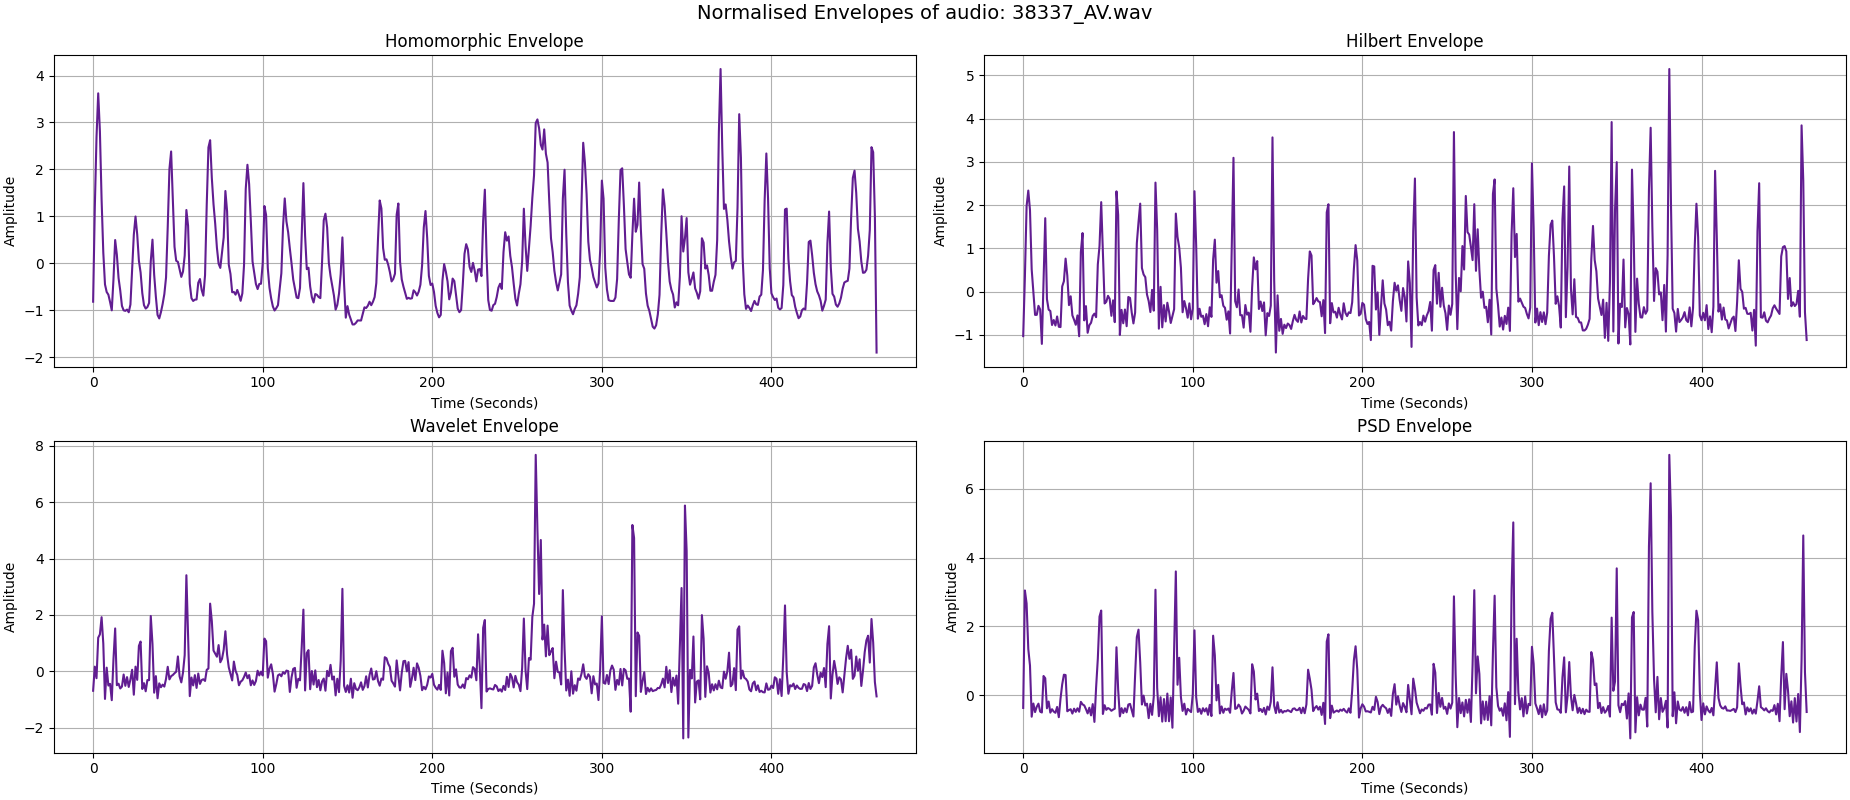 Normalised Envelopes of audio: 38337_AV.wav
Homomorphic Envelope
Amplitude
4
3
2
1
0
−1
−2
0 100 200 300 400
Time (Seconds)
Hilbert Envelope
Amplitude
5
4
3
2
1
0
−1
0 100 200 300 400
Time (Seconds)
Wavelet Envelope
Amplitude
8
6
4
2
0
−2
0 100 200 300 400
Time (Seconds)
PSD Envelope
Amplitude
6
4
2
0
0 100 200 300 400
Time (Seconds)